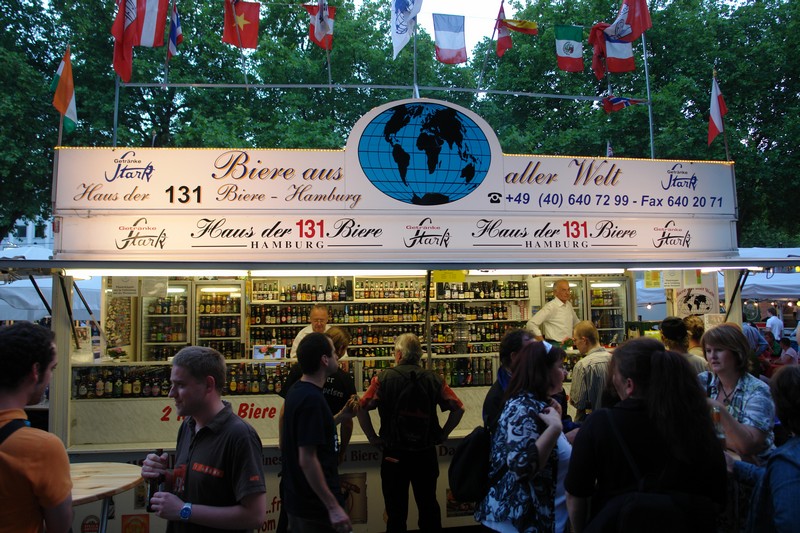 Getränke
Stark
Biere aus
aller Welt
Getränke
Stark
Haus der 131 Biere - Hamburg
☎ +49 (40) 640 72 99 - Fax 640 20 71
Getränke
Stark
Haus der 131 Biere
HAMBURG
Getränke
Stark
Haus der 131 Biere
HAMBURG
Getränke
Stark
Biere